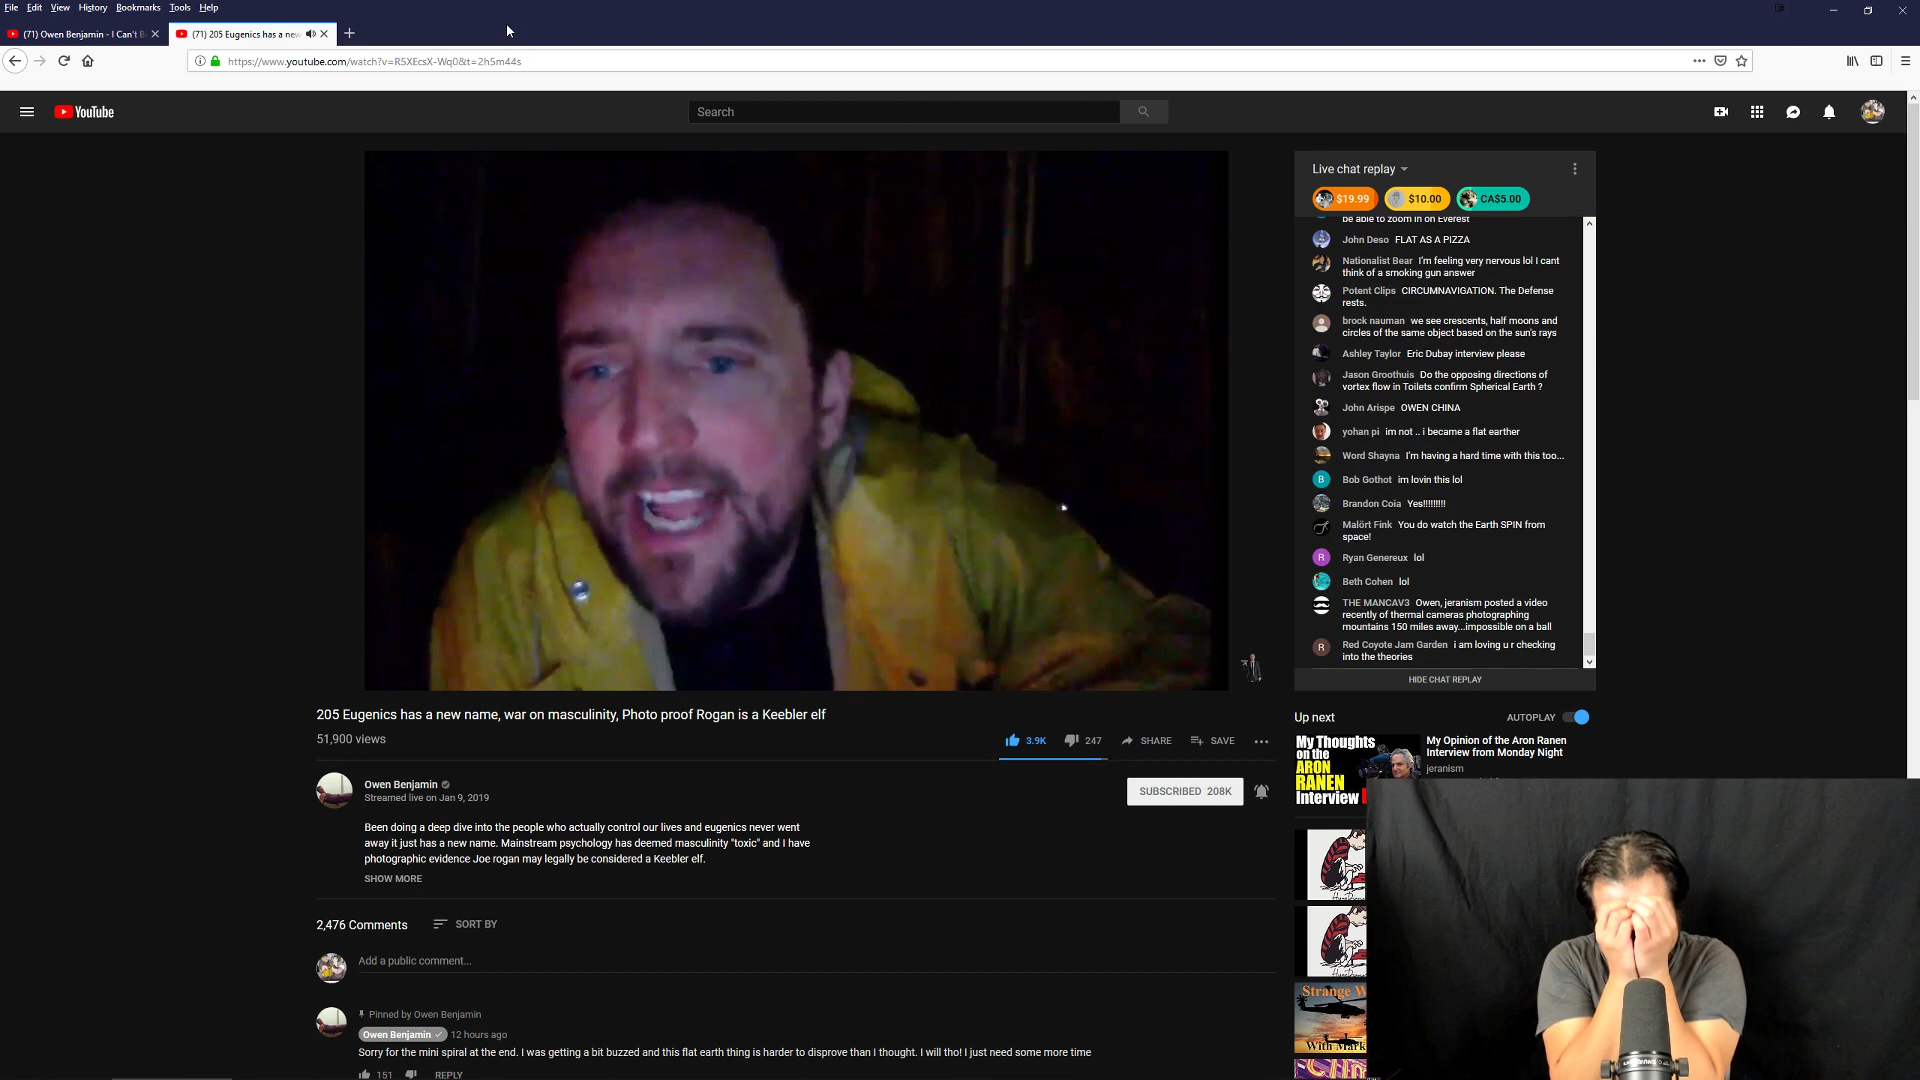 File Edit View History Bookmarks Tools Help
(71) Owen Benjamin - I Can't B
(71) 205 Eugenics has a new
https://www.youtube.com/watch?v=R5XEcsX-Wq0&t=2h5m44s
YouTube
Search
Live chat replay
$19.99 $10.00 CA$5.00
be able to zoom in on Everest
John Deso FLAT AS A PIZZA
Nationalist Bear I'm feeling very nervous lol I cant
think of a smoking gun answer
Potent Clips CIRCUMNAVIGATION. The Defense
rests.
brock nauman we see crescents, half moons and
circles of the same object based on the sun's rays
Ashley Taylor Eric Dubay interview please
Jason Groothuis Do the opposing directions of
vortex flow in Toilets confirm Spherical Earth ?
John Arispe OWEN CHINA
yohan pi im not .. i became a flat earther
Word Shayna I'm having a hard time with this too...
B
Bob Gothot im lovin this lol
Brandon Coia Yes!!!!!!!!!
Malört Fink You do watch the Earth SPIN from
space!
R
Ryan Genereux lol
Beth Cohen lol
THE MANCAV3 Owen, jeranism posted a video
recently of thermal cameras photographing
mountains 150 miles away...impossible on a ball
R
Red Coyote Jam Garden i am loving u r checking
into the theories
HIDE CHAT REPLAY
205 Eugenics has a new name, war on masculinity, Photo proof Rogan is a Keebler elf
51,900 views
3.9K 247 SHARE SAVE
Owen Benjamin
Streamed live on Jan 9, 2019
SUBSCRIBED 208K
Been doing a deep dive into the people who actually control our lives and eugenics never went
away it just has a new name. Mainstream psychology has deemed masculinity "toxic" and I have
photographic evidence Joe rogan may legally be considered a Keebler elf.
SHOW MORE
2,476 Comments SORT BY
Add a public comment...
Pinned by Owen Benjamin
Owen Benjamin 12 hours ago
Sorry for the mini spiral at the end. I was getting a bit buzzed and this flat earth thing is harder to disprove than I thought. I will tho! I just need some more time
151 REPLY
Up next
AUTOPLAY
My Thoughts
on the
ARON
RANEN
Interview
My Opinion of the Aron Ranen
Interview from Monday Night
jeranism
Strange W
With Mark